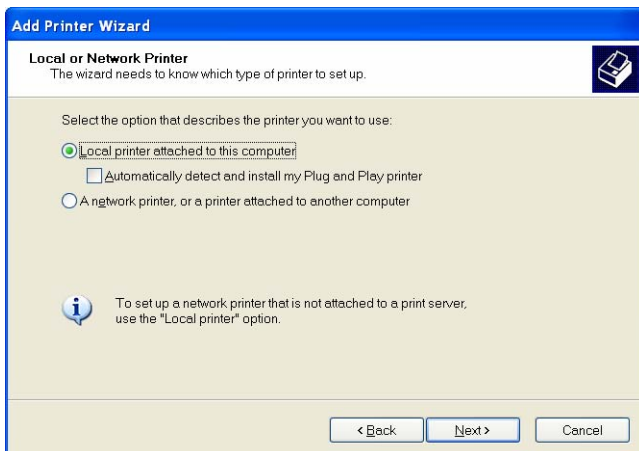 Add Printer Wizard
Local or Network Printer
The wizard needs to know which type of printer to set up.
Select the option that describes the printer you want to use:
Local printer attached to this computer
Automatically detect and install my Plug and Play printer
A network printer, or a printer attached to another computer
To set up a network printer that is not attached to a print server,
use the "Local printer" option.
< Back Next > Cancel